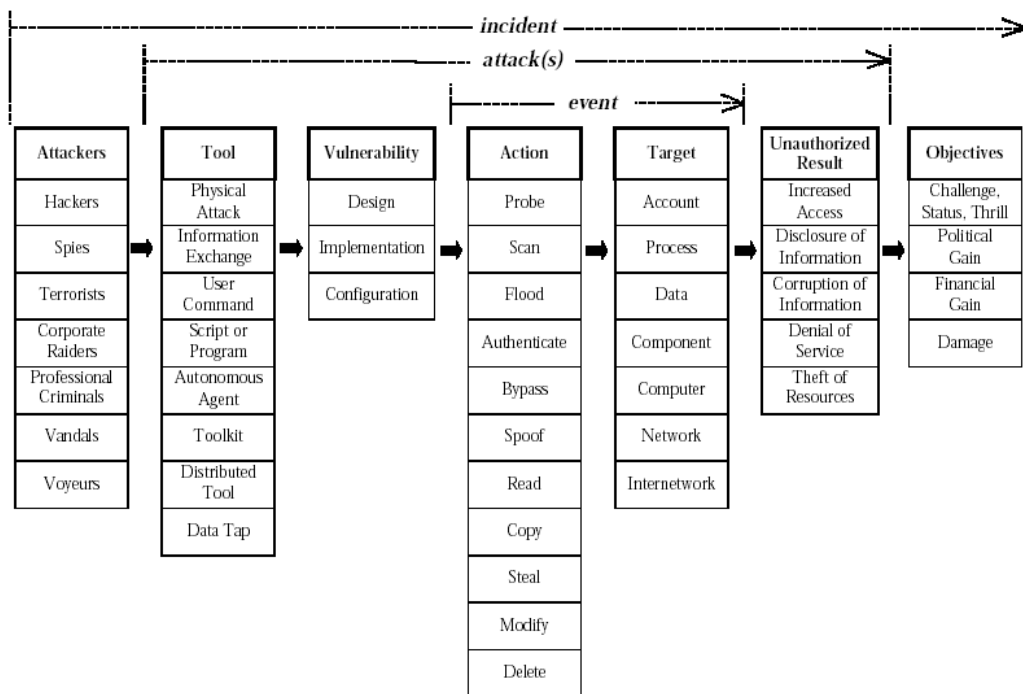 incident
attack(s)
event
Attackers
Hackers
Spies
Terrorists
Corporate
Raiders
Professional
Criminals
Vandals
Voyeurs
Tool
Physical
Attack
Information
Exchange
User
Command
Script or
Program
Autonomous
Agent
Toolkit
Distributed
Tool
Data Tap
Vulnerability
Design
Implementation
Configuration
Action
Probe
Scan
Flood
Authenticate
Bypass
Spoof
Read
Copy
Steal
Modify
Delete
Target
Account
Process
Data
Component
Computer
Network
Internetwork
Unauthorized
Result
Increased
Access
Disclosure of
Information
Corruption of
Information
Denial of
Service
Theft of
Resources
Objectives
Challenge,
Status, Thrill
Political
Gain
Financial
Gain
Damage